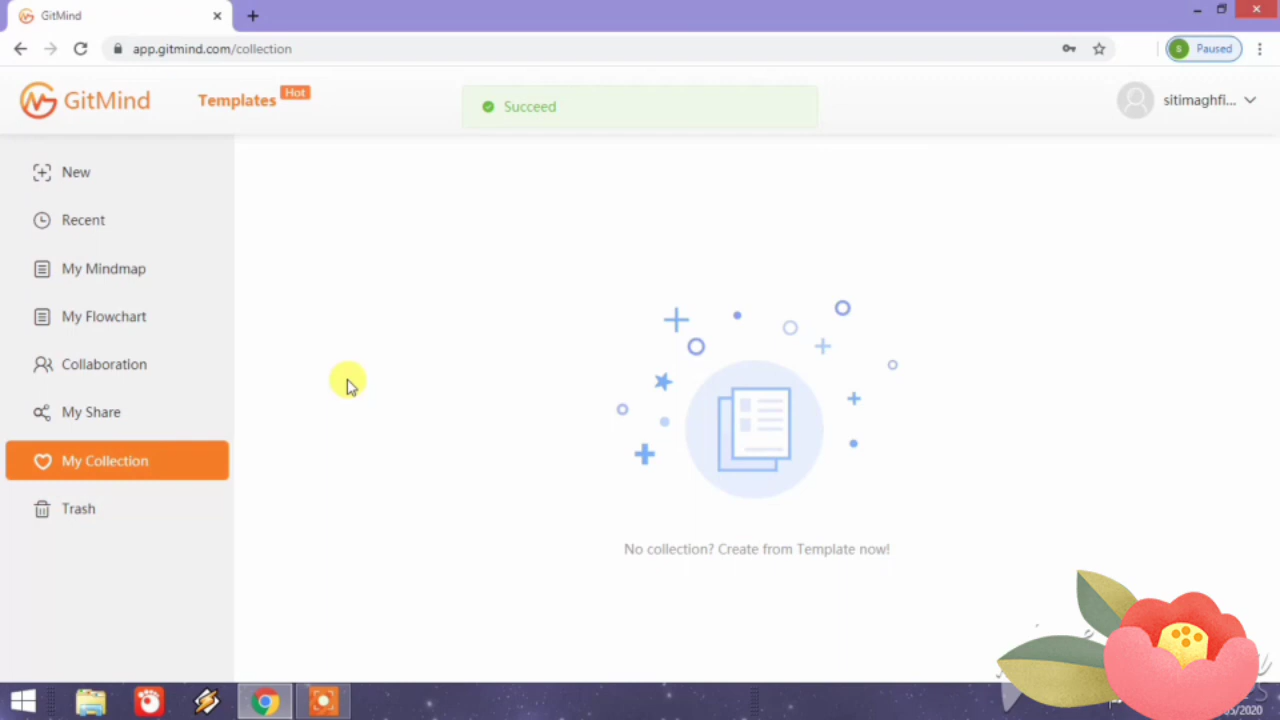 GitMind
app.gitmind.com/collection
S
Paused
GitMind
Templates
Hot
Succeed
sitimaghfi...
New
Recent
My Mindmap
My Flowchart
Collaboration
My Share
My Collection
Trash
No collection? Create from Template now!